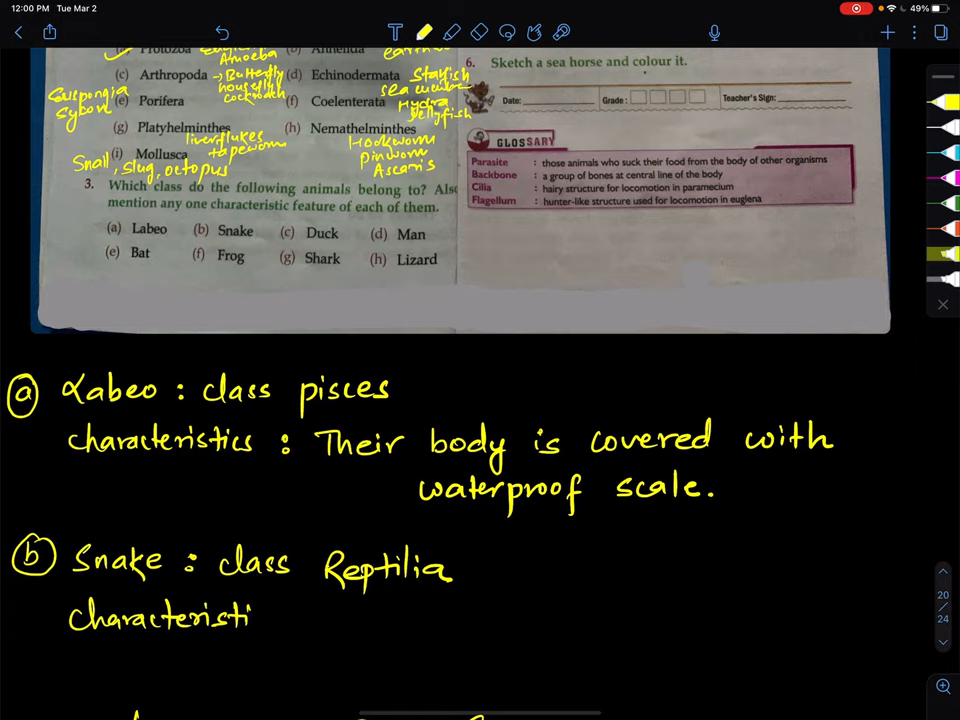 12:00 PM Tue Mar 2
49%
Protozoa
Amoeba
(b) Annelida
(c) Arthropoda → Butterfly
housefly
cockroach
(d) Echinodermata Starfish
sea cucumber
Euspongia
Sycon
(e) Porifera
(f) Coelenterata Hydra
Jellyfish
(g) Platyhelminthes
liverflukes
tapeworm
(h) Nemathelminthes
Hookworm
pinworm
Ascaris
(i) Mollusca
Snail, slug, octopus
3. Which class do the following animals belong to? Also
mention any one characteristic feature of each of them.
(a) Labeo (b) Snake (c) Duck (d) Man
(e) Bat (f) Frog (g) Shark (h) Lizard
6. Sketch a sea horse and colour it.
Date: Grade: Teacher's Sign:
GLOSSARY
Parasite : those animals who suck their food from the body of other organisms
Backbone : a group of bones at central line of the body
Cilia : hairy structure for locomotion in paramecium
Flagellum : hunter-like structure used for locomotion in euglena
a Labeo : class pisces
characteristics : Their body is covered with
waterproof scale.
b Snake : class Reptilia
characteristi
20
24